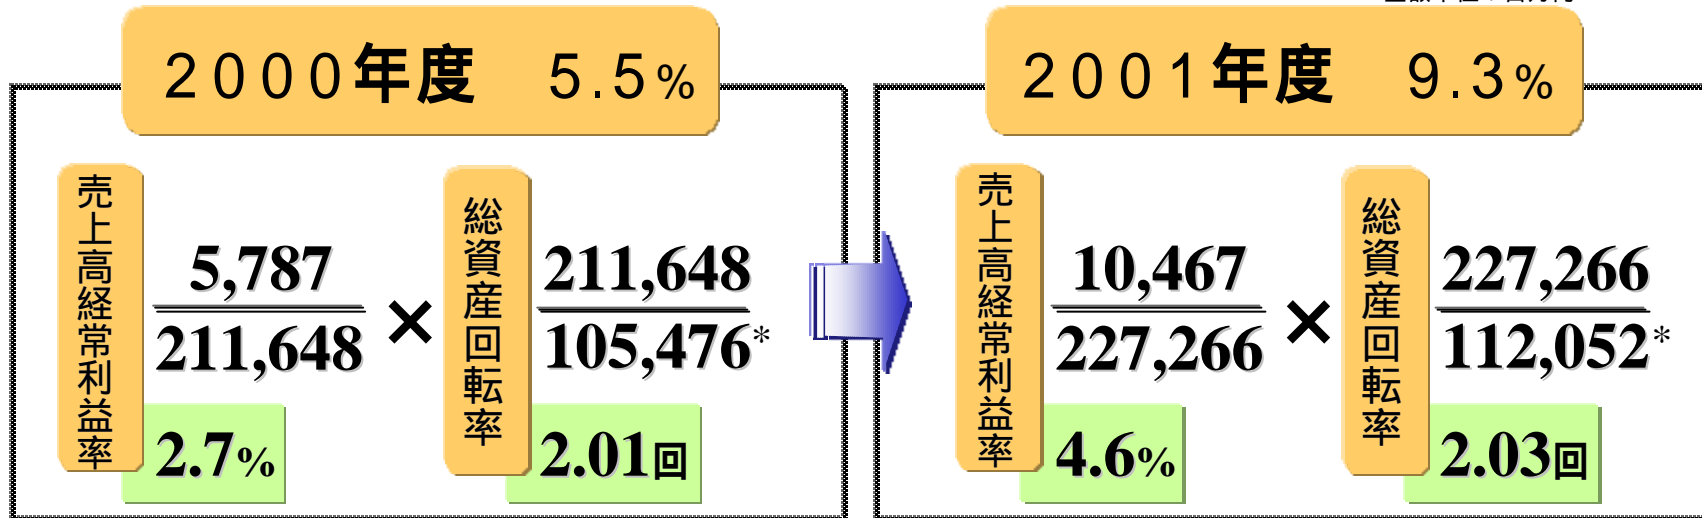 2000年度 5.5%
売上高経常利益率
5,787
211,648
2.7%
×
総資産回転率
211,648
105,476*
2.01回
2001年度 9.3%
売上高経常利益率
10,467
227,266
4.6%
×
総資産回転率
227,266
112,052*
2.03回